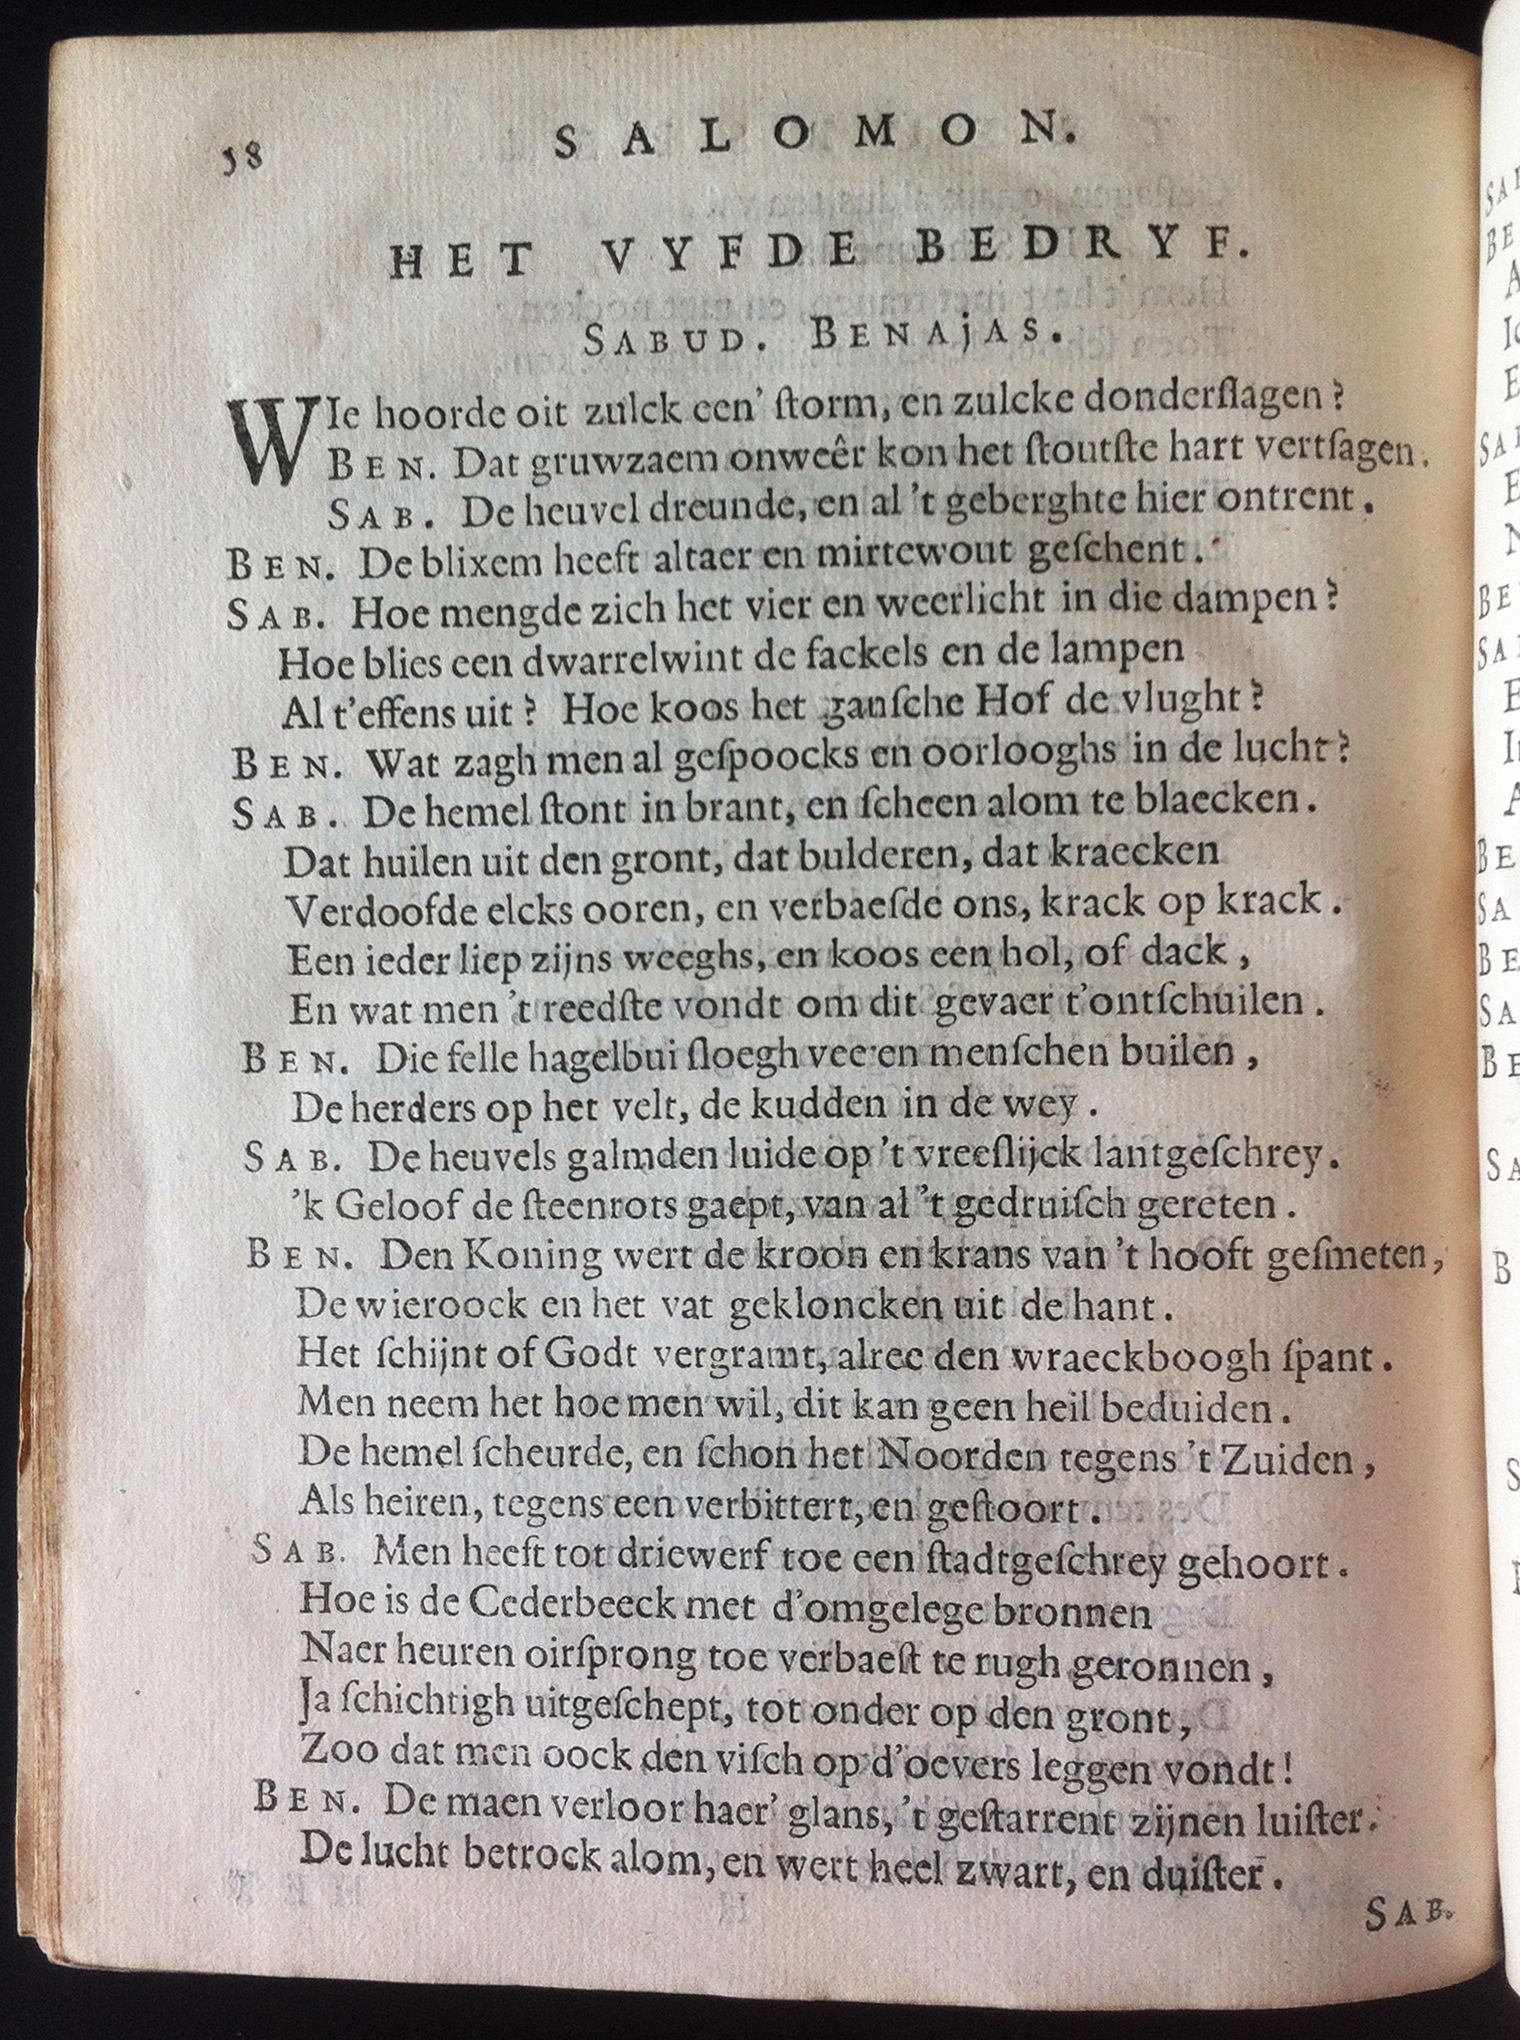 58 SALOMON.
HET VYFDE BEDRYF.
SABUD. BENAjAS.
WIe hoorde oit zulck een' ſtorm, en zulcke donderſlagen?
BEN. Dat gruwzaem onweêr kon het ſtoutſte hart vertſagen.
SAB. De heuvel dreunde, en al 't geberghte hier ontrent.
BEN. De blixem heeft altaer en mirtewout geſchent.
SAB. Hoe mengde zich het vier en weerlicht in die dampen?
Hoe blies een dwarrelwint de fackels en de lampen
Al t'effens uit? Hoe koos het ganſche Hof de vlught?
BEN. Wat zagh men al geſpoocks en oorlooghs in de lucht?
SAB. De hemel ſtont in brant, en ſcheen alom te blaecken.
Dat huilen uit den gront, dat bulderen, dat kraecken
Verdoofde elcks ooren, en verbaeſde ons, krack op krack.
Een ieder liep zijns weeghs, en koos een hol, of dack,
En wat men 't reedſte vondt om dit gevaer t'ontſchuilen.
BEN. Die felle hagelbui ſloegh vee en menſchen builen,
De herders op het velt, de kudden in de wey.
SAB. De heuvels galmden luide op 't vreeſlijck lantgeſchrey.
'k Geloof de ſteenrots gaept, van al 't gedruiſch gereten.
BEN. Den Koning wert de kroon en krans van 't hooft geſmeten,
De wieroock en het vat gekloncken uit de hant.
Het ſchijnt of Godt vergramt, alree den wraeckboogh ſpant.
Men neem het hoe men wil, dit kan geen heil beduiden.
De hemel ſcheurde, en ſchon het Noorden tegens 't Zuiden,
Als heiren, tegens een verbittert, en geſtoort.
SAB. Men heeft tot driewerf toe een ſtadtgeſchrey gehoort.
Hoe is de Cederbeeck met d'omgelege bronnen
Naer heuren oirſprong toe verbaeſt te rugh geronnen,
Ja ſchichtigh uitgeſchept, tot onder op den gront,
Zoo dat men oock den viſch op d'oevers leggen vondt!
BEN. De maen verloor haer' glans, 't geſtarrent zijnen luiſter.
De lucht betrock alom, en wert heel zwart, en duiſter.
SAB.